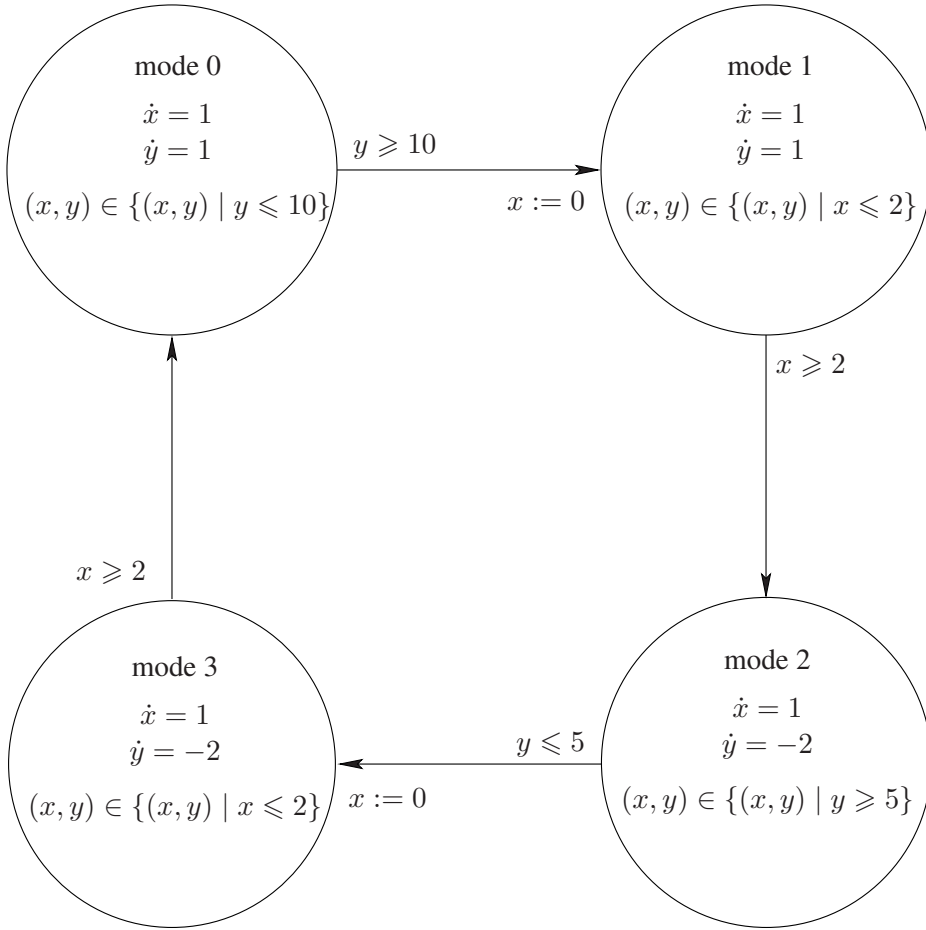 mode 0
ẋ = 1
ẏ = 1
(x, y) ∈ {(x, y) | y ⩽ 10}
y ⩾ 10
x := 0
mode 1
ẋ = 1
ẏ = 1
(x, y) ∈ {(x, y) | x ⩽ 2}
x ⩾ 2
mode 2
ẋ = 1
ẏ = −2
(x, y) ∈ {(x, y) | y ⩾ 5}
y ⩽ 5
x := 0
mode 3
ẋ = 1
ẏ = −2
(x, y) ∈ {(x, y) | x ⩽ 2}
x ⩾ 2